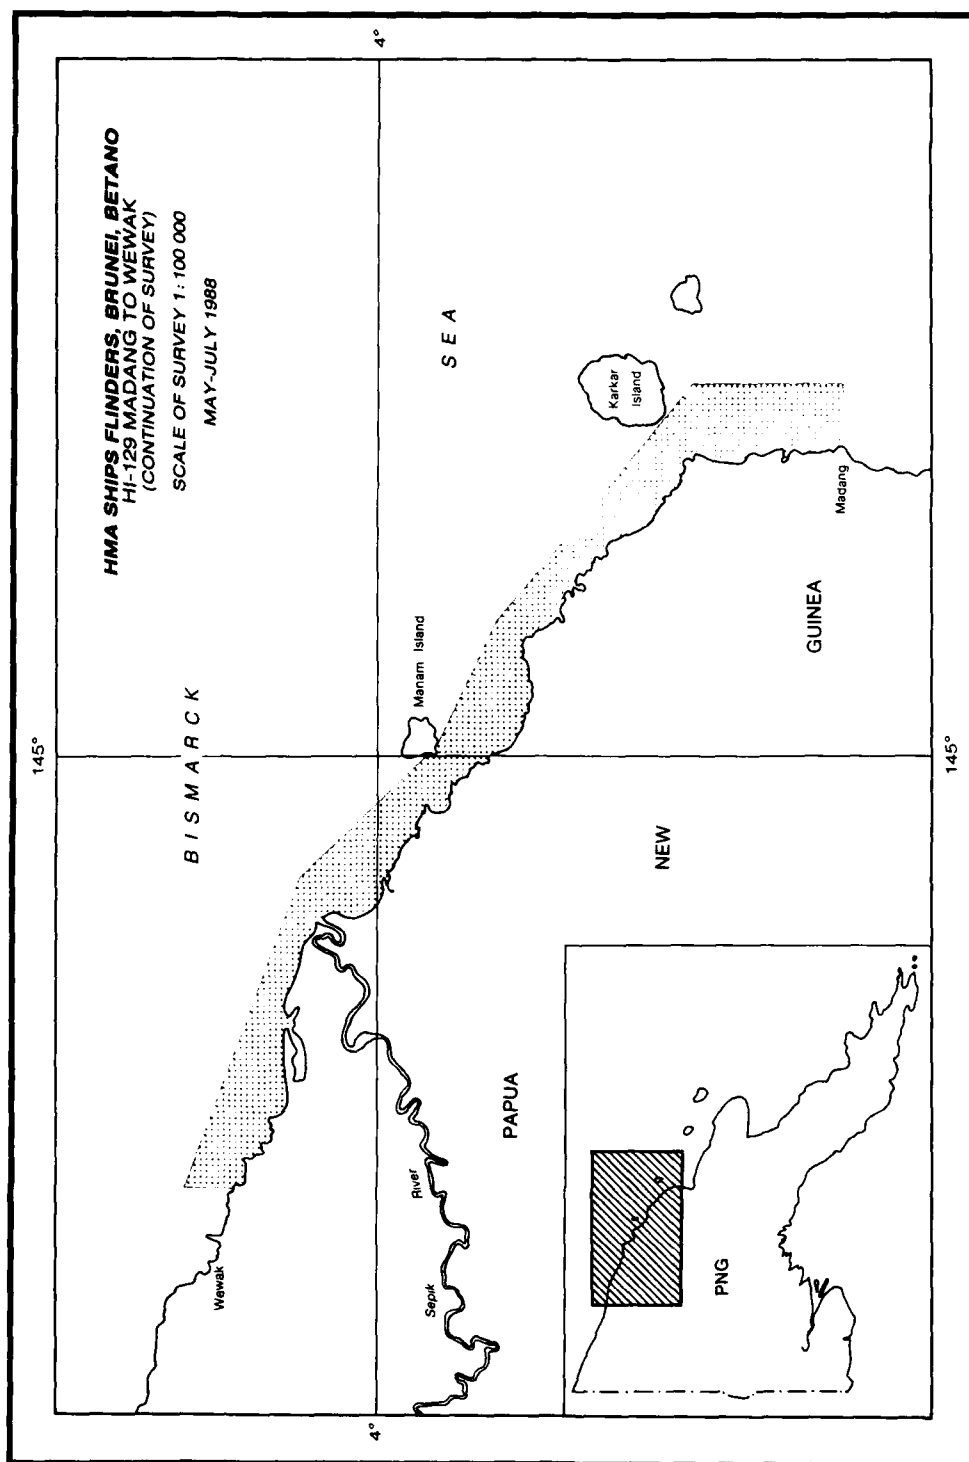 HMA SHIPS FLINDERS, BRUNEI, BETANO
HI-129 MADANG TO WEWAK
(CONTINUATION OF SURVEY)
SCALE OF SURVEY 1:100 000
MAY-JULY 1988
145°
4°
4°
BISMARCK
SEA
Manam Island
Karkar
Island
Wewak
Sepik
River
Madang
PAPUA
NEW
GUINEA
PNG
145°